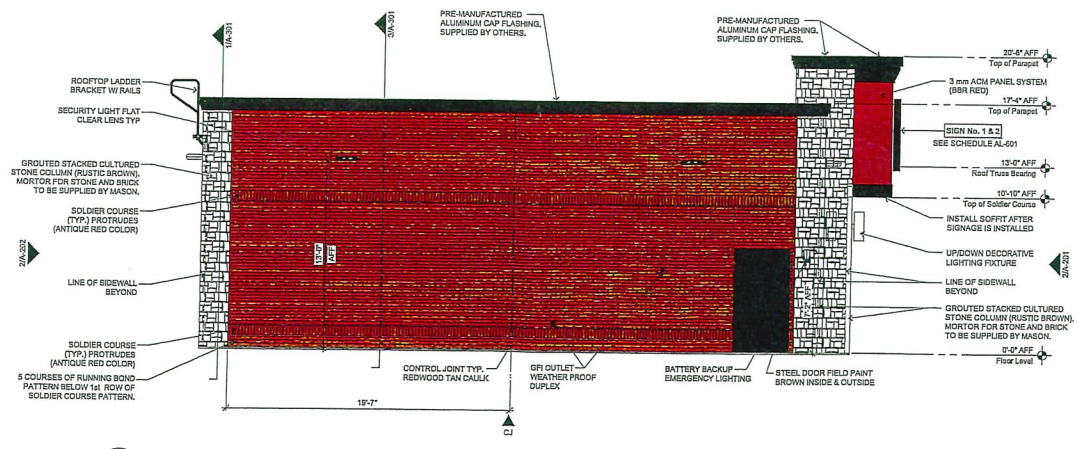 PRE-MANUFACTURED
ALUMINUM CAP FLASHING.
SUPPLIED BY OTHERS.
PRE-MANUFACTURED
ALUMINUM CAP FLASHING.
SUPPLIED BY OTHERS.
1/A-301
3/A-301
20'-6" AFF
Top of Parapet
ROOFTOP LADDER
BRACKET W/ RAILS
3 mm ACM PANEL SYSTEM
(BBR RED)
17'-4" AFF
Top of Parapet
SECURITY LIGHT FLAT
CLEAR LENS TYP
SIGN No. 1 & 2
SEE SCHEDULE AL-601
GROUTED STACKED CULTURED
STONE COLUMN (RUSTIC BROWN).
MORTOR FOR STONE AND BRICK
TO BE SUPPLIED BY MASON.
13'-0" AFF
Roof Truss Bearing
10'-10" AFF
Top of Soldier Course
SOLDIER COURSE
(TYP.) PROTRUDES
(ANTIQUE RED COLOR)
INSTALL SOFFIT AFTER
SIGNAGE IS INSTALLED
2/A-202
13'-0"
AFF
UP/DOWN DECORATIVE
LIGHTING FIXTURE
2/A-201
LINE OF SIDEWALL
BEYOND
LINE OF SIDEWALL
BEYOND
7'-2" AFF
GROUTED STACKED CULTURED
STONE COLUMN (RUSTIC BROWN).
MORTOR FOR STONE AND BRICK
TO BE SUPPLIED BY MASON.
SOLDIER COURSE
(TYP.) PROTRUDES
(ANTIQUE RED COLOR)
0'-0" AFF
Floor Level
5 COURSES OF RUNNING BOND
PATTERN BELOW 1st ROW OF
SOLDIER COURSE PATTERN.
CONTROL JOINT TYP.
REDWOOD TAN CAULK
GFI OUTLET
WEATHER PROOF
DUPLEX
BATTERY BACKUP
EMERGENCY LIGHTING
STEEL DOOR FIELD PAINT
BROWN INSIDE & OUTSIDE
19'-7"
CJ